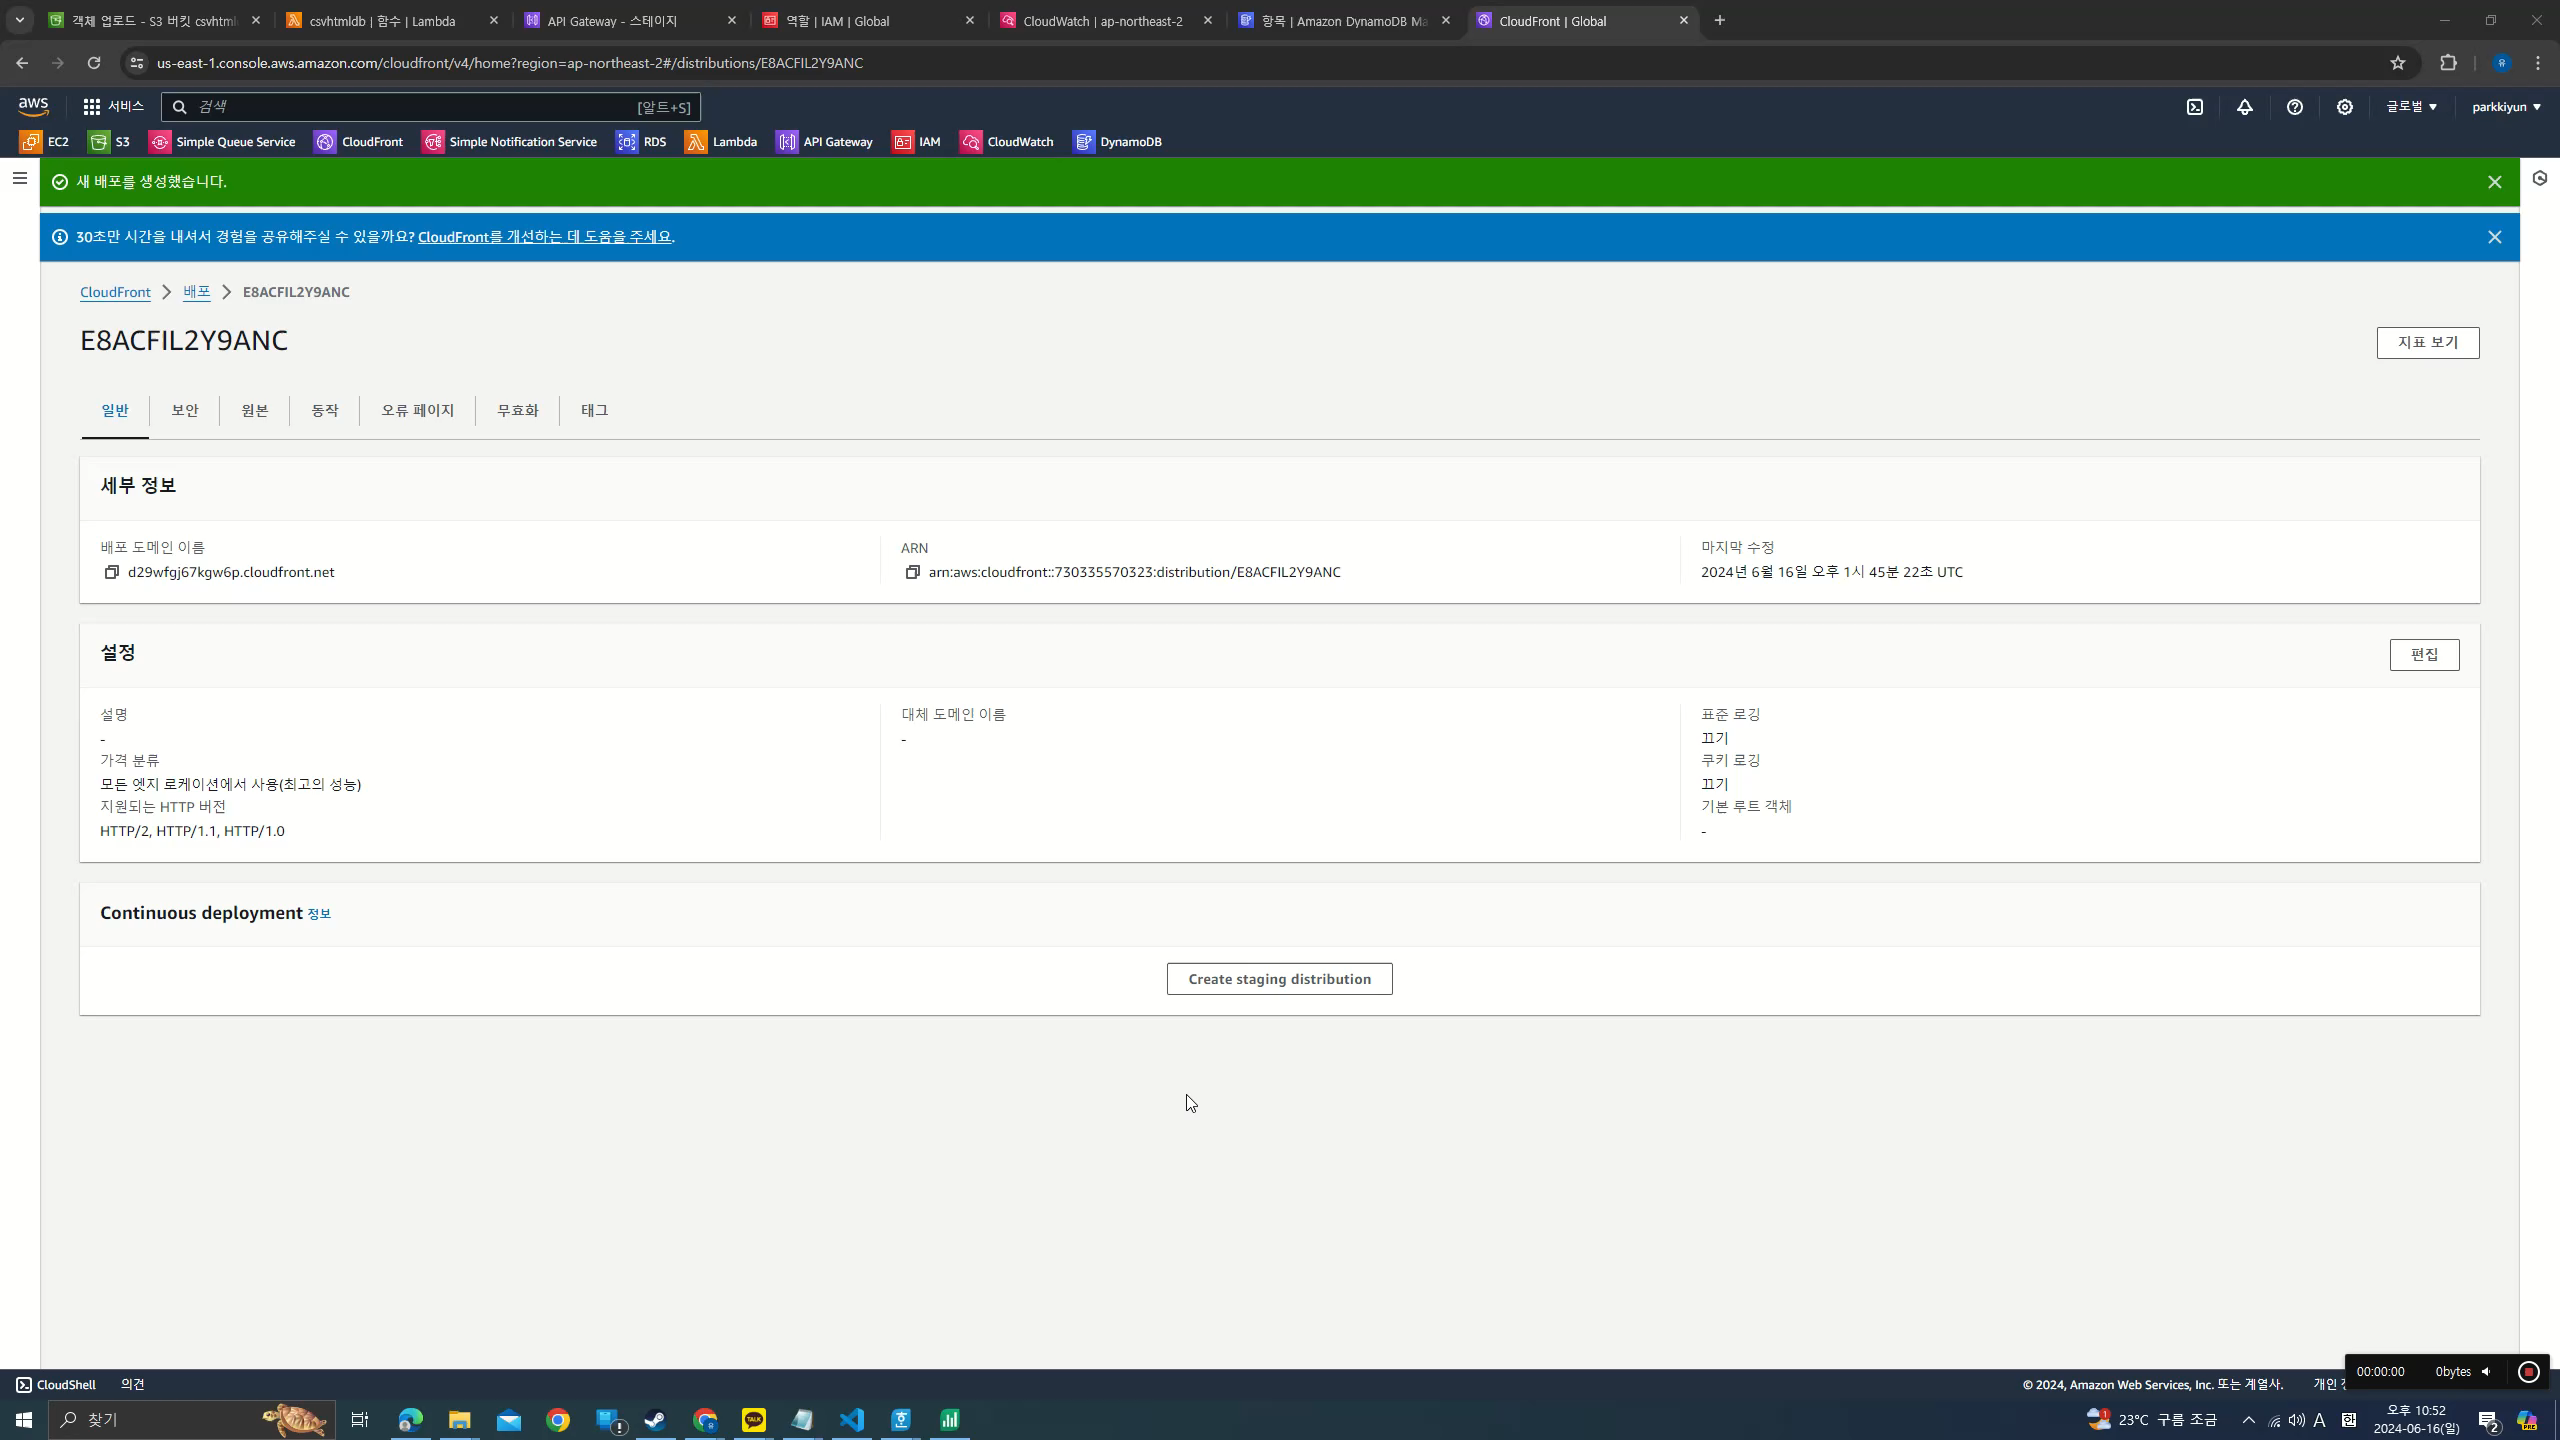 객체 업로드 - S3 버킷 csvhtml
csvhtmldb | 함수 | Lambda
API Gateway - 스테이지
역할 | IAM | Global
CloudWatch | ap-northeast-2
항목 | Amazon DynamoDB Ma
CloudFront | Global
us-east-1.console.aws.amazon.com/cloudfront/v4/home?region=ap-northeast-2#/distributions/E8ACFIL2Y9ANC
aws
서비스
검색
[알트+S]
글로벌
parkkiyun
EC2
S3
Simple Queue Service
CloudFront
Simple Notification Service
RDS
Lambda
API Gateway
IAM
CloudWatch
DynamoDB
새 배포를 생성했습니다.
30초만 시간을 내셔서 경험을 공유해주실 수 있을까요? CloudFront를 개선하는 데 도움을 주세요.
CloudFront
배포
E8ACFIL2Y9ANC
E8ACFIL2Y9ANC
지표 보기
일반
보안
원본
동작
오류 페이지
무효화
태그
세부 정보
배포 도메인 이름
d29wfgj67kgw6p.cloudfront.net
ARN
arn:aws:cloudfront::730335570323:distribution/E8ACFIL2Y9ANC
마지막 수정
2024년 6월 16일 오후 1시 45분 22초 UTC
설정
편집
설명
-
가격 분류
모든 엣지 로케이션에서 사용(최고의 성능)
지원되는 HTTP 버전
HTTP/2, HTTP/1.1, HTTP/1.0
대체 도메인 이름
-
표준 로깅
끄기
쿠키 로깅
끄기
기본 루트 객체
-
Continuous deployment 정보
Create staging distribution
00:00:00
0bytes
CloudShell
의견
© 2024, Amazon Web Services, Inc. 또는 계열사.
개인
찾기
TALK
23°C 구름 조금
A
한
오후 10:52
2024-06-16(일)
2
PRE